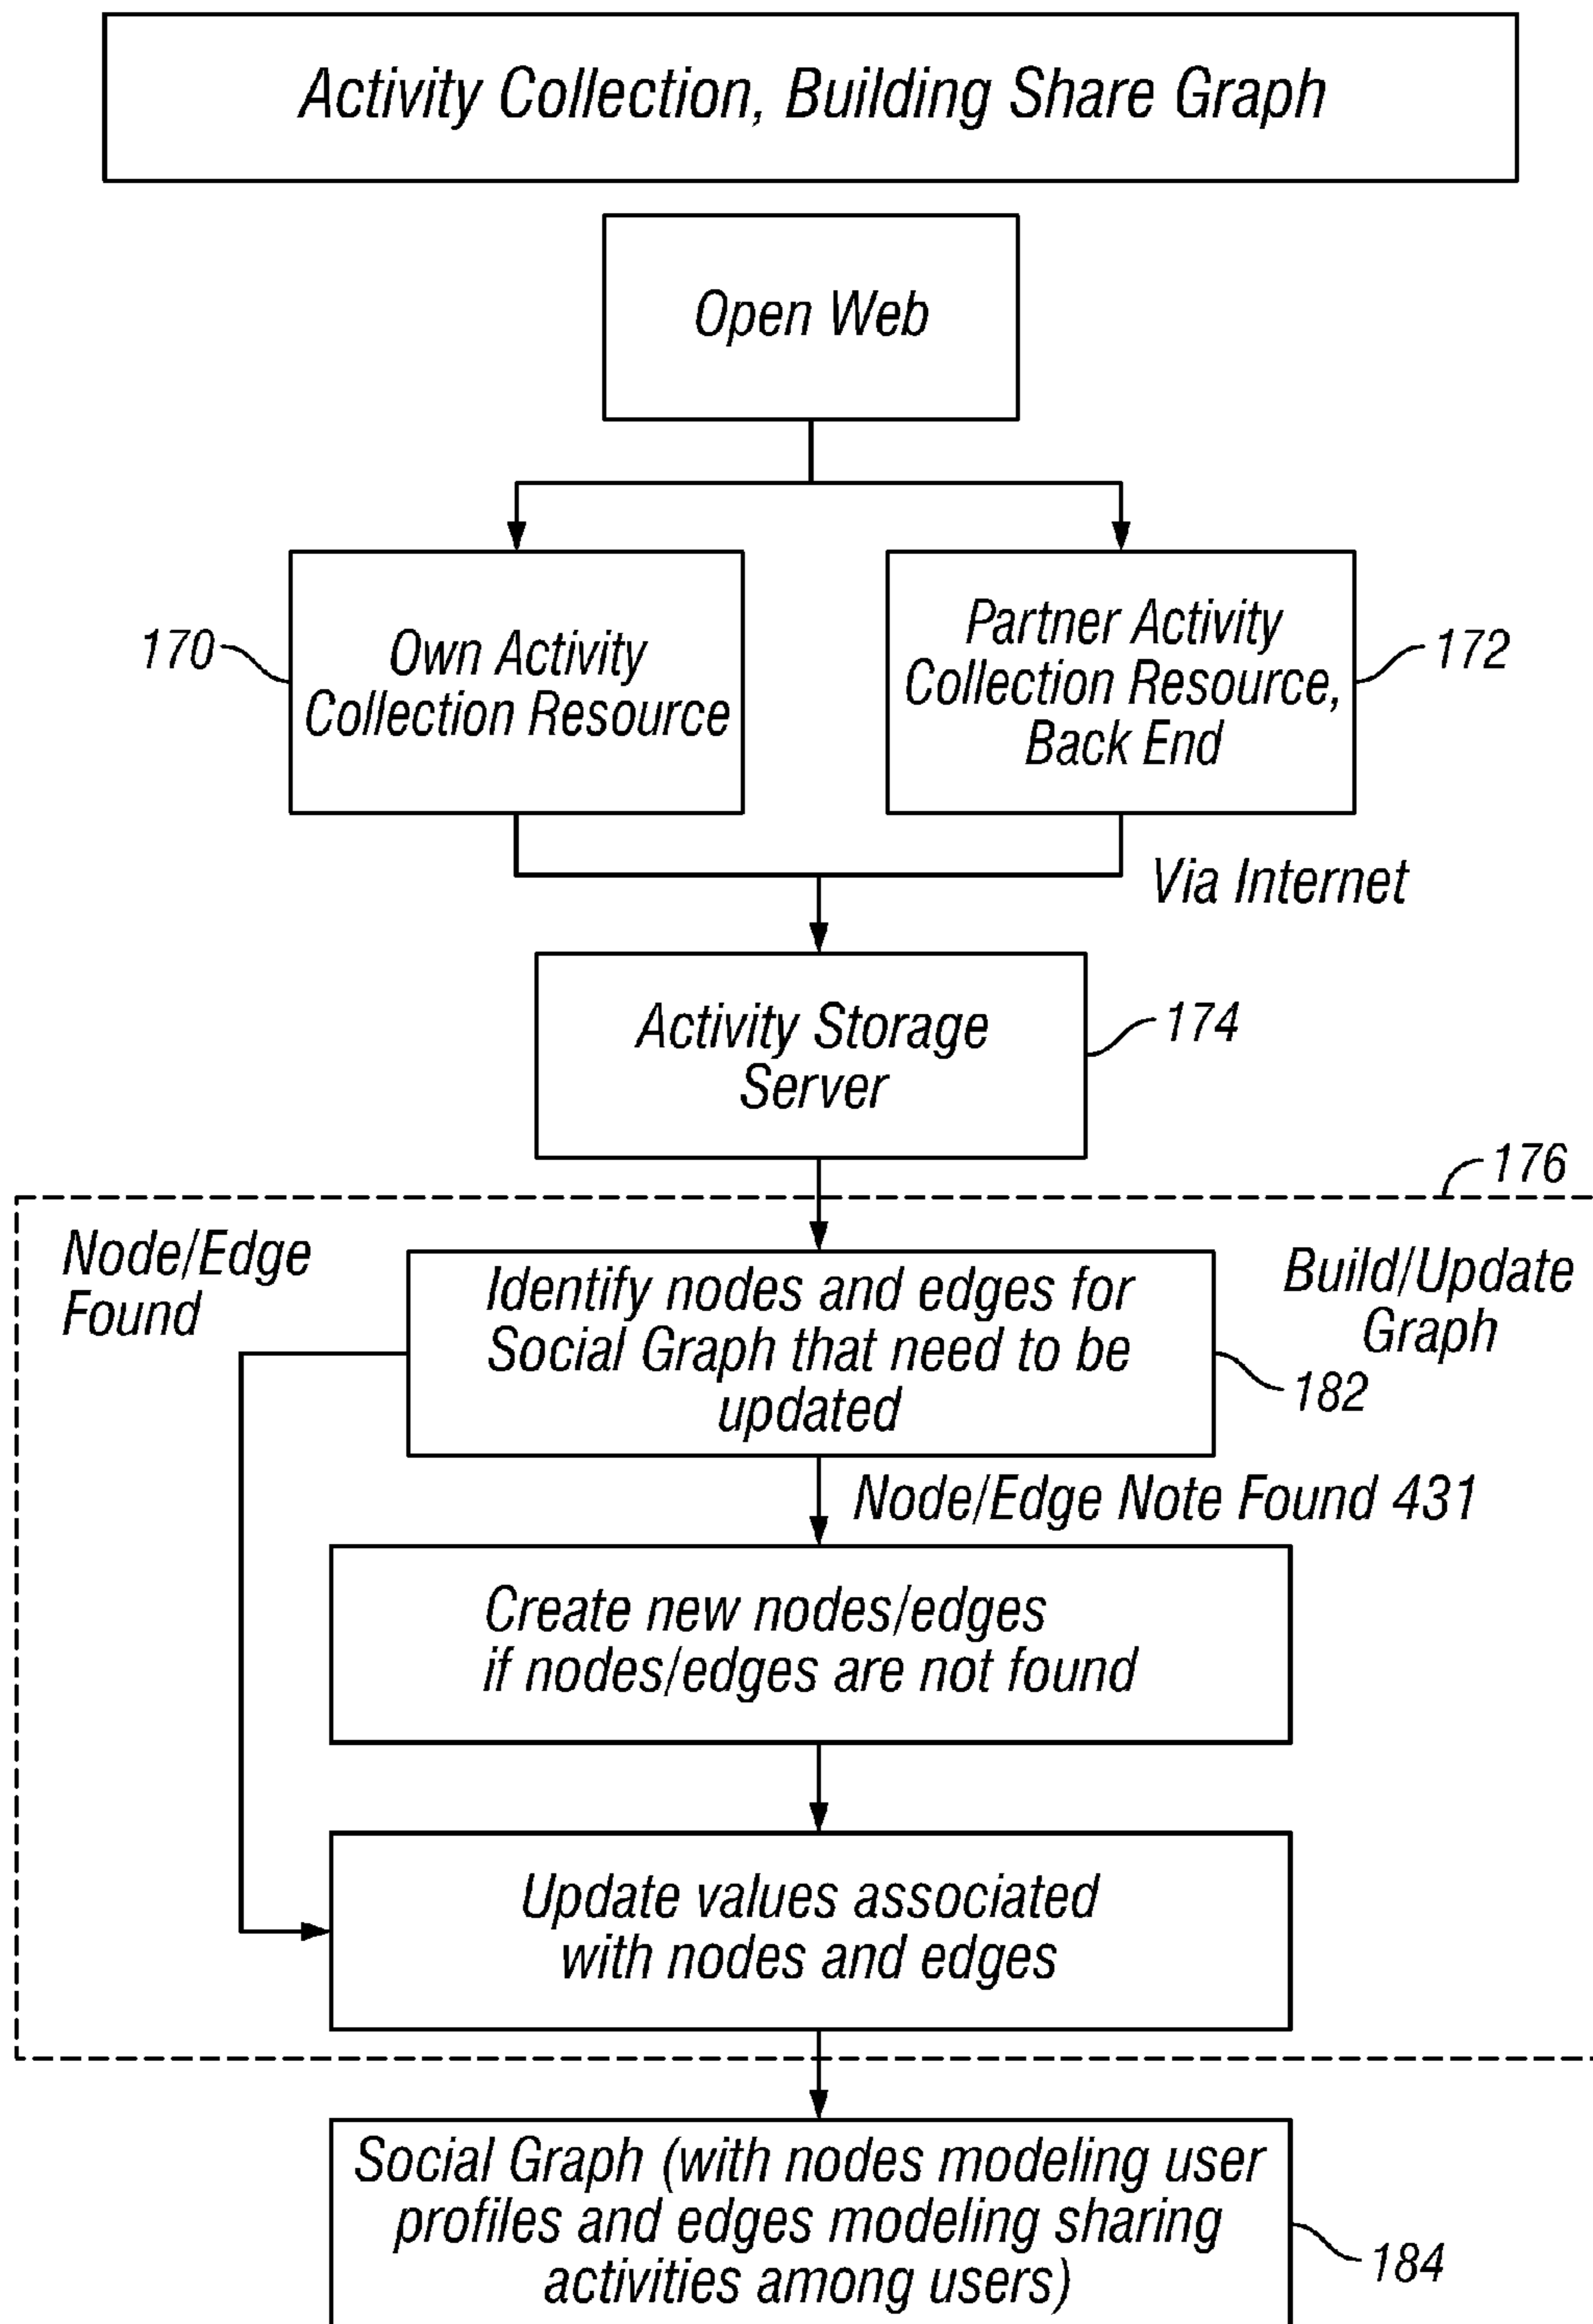 Activity Collection, Building Share Graph
Open Web
170
Own Activity
Collection Resource
Partner Activity
Collection Resource,
Back End
172
Via Internet
Activity Storage
Server
174
176
Node/Edge
Found
Identify nodes and edges for
Social Graph that need to be
updated
Build/Update
Graph
182
Node/Edge Note Found 431
Create new nodes/edges
if nodes/edges are not found
Update values associated
with nodes and edges
Social Graph (with nodes modeling user
profiles and edges modeling sharing
activities among users)
184